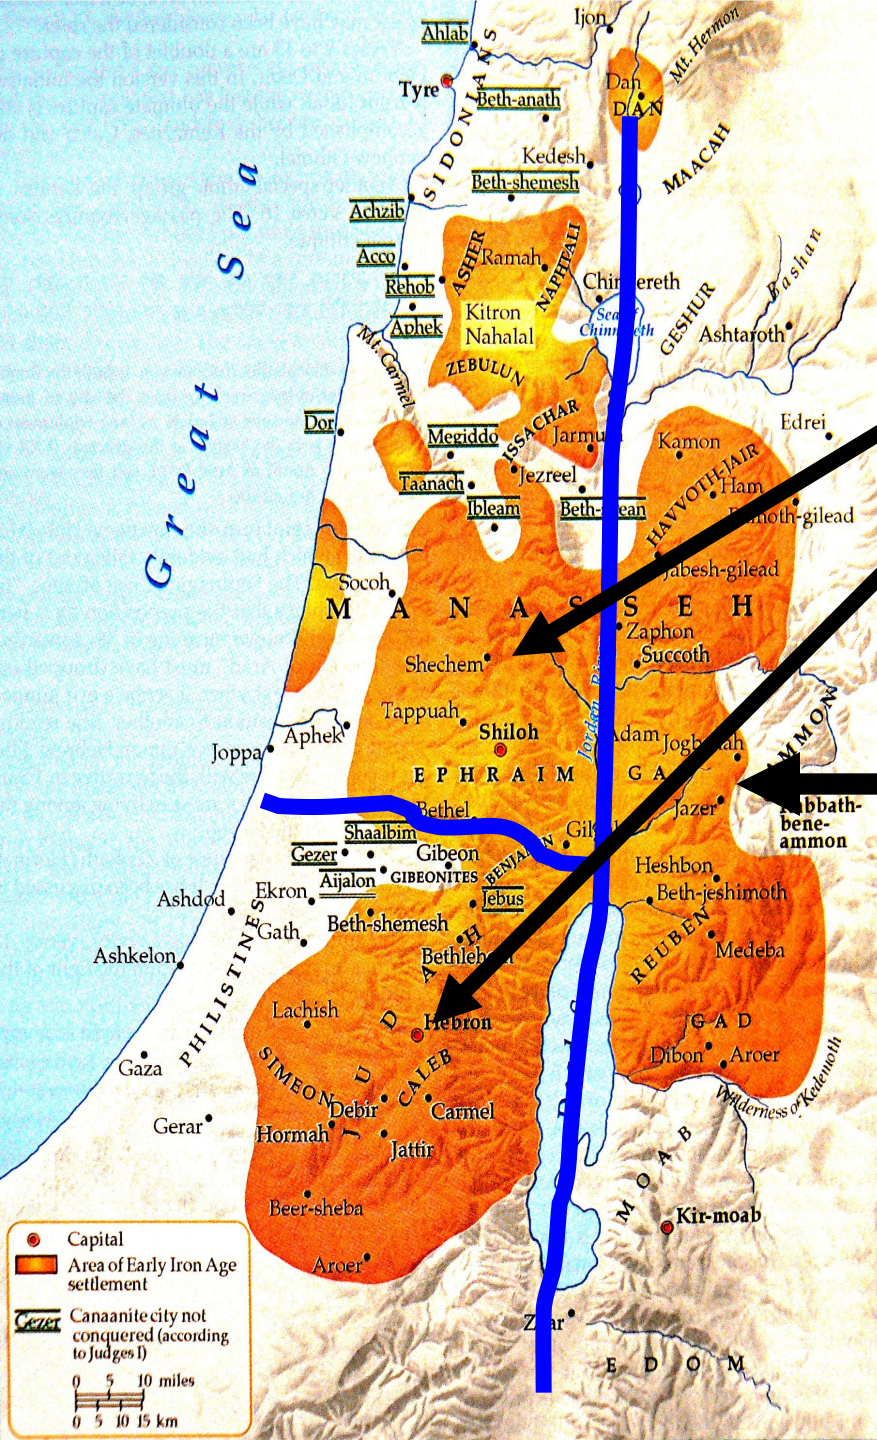 Ijon
Ahlab
Mt. Hermon
Tyre
Dan
DAN
Beth-anath
SIDONIANS
Kedesh
MAACAH
Beth-shemesh
Achzib
Great Sea
Acco
ASHER
Ramah
NAPHTALI
Rehob
Bashan
GESHUR
Aphek
Kitron
Nahalal
Ashtaroth
Mt. Carmel
ZEBULUN
Dor
Megiddo
ISSACHAR
Edrei
Kamon
Jezreel
Taanach
HAVVOTH-JAIR
Ham
Ibleam
Jabesh-gilead
Socoh
MANASSEH
Zaphon
Shechem
Succoth
Tappuah
Aphek
Shiloh
Jordan
Joppa
EPHRAIM
Jazer
Bethel
Shaalbim
Gezer
Gibeon
BENJAMIN
Aijalon
GIBEONITES
Heshbon
Beth-jeshimoth
Ashdod
Ekron
Jebus
Beth-shemesh
Gath
Ashkelon
PHILISTINES
REUBEN
Medeba
Lachish
JUDAH
Hebron
GAD
Dibon
Aroer
Gaza
SIMEON
CALEB
Debir
Carmel
Wilderness of Kedemoth
Gerar
Hormah
Jattir
MOAB
Beer-sheba
Kir-moab
Aroer
EDOM
Capital
Area of Early Iron Age
settlement
Gezer
Canaanite city not
conquered (according
to Judges I)
0 5 10 miles
0 5 10 15 km